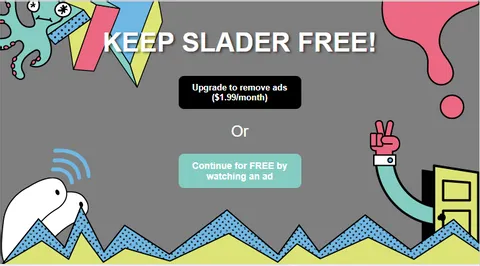 KEEP SLADER FREE!
Upgrade to remove ads
($1.99/month)
Or
Continue for FREE by
watching an ad